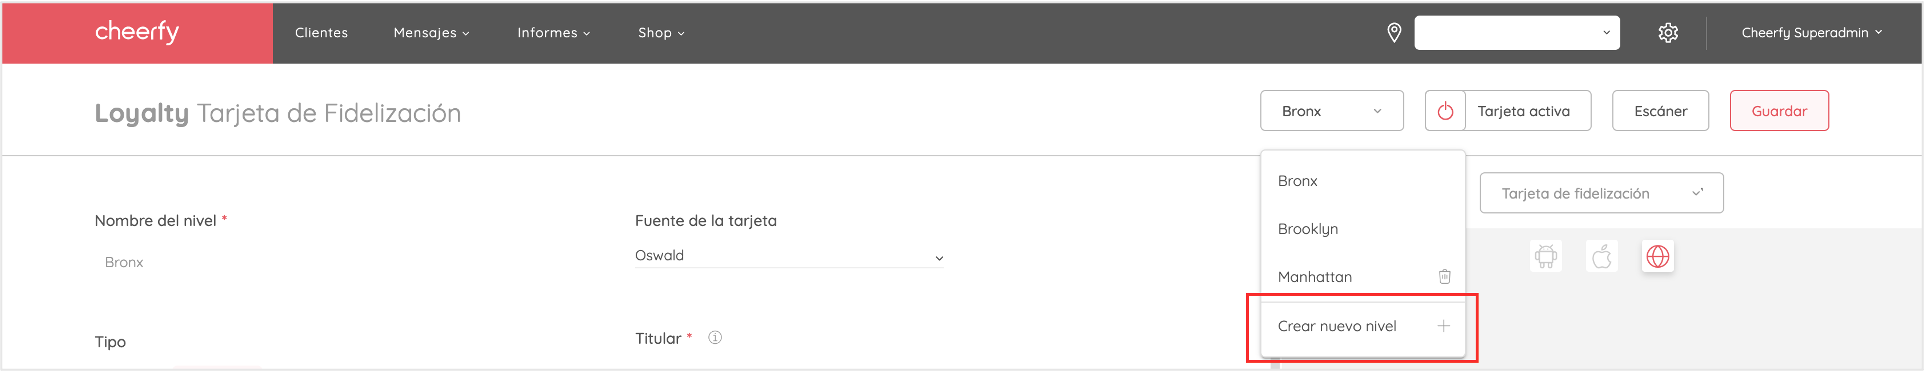 cheerfy
Clientes
Mensajes
Informes
Shop
Cheerfy Superadmin
Loyalty Tarjeta de Fidelización
Bronx
Tarjeta activa
Escáner
Guardar
Bronx
Brooklyn
Manhattan
Crear nuevo nivel
Tarjeta de fidelización
Nombre del nivel *
Bronx
Fuente de la tarjeta
Oswald
Tipo
Titular *